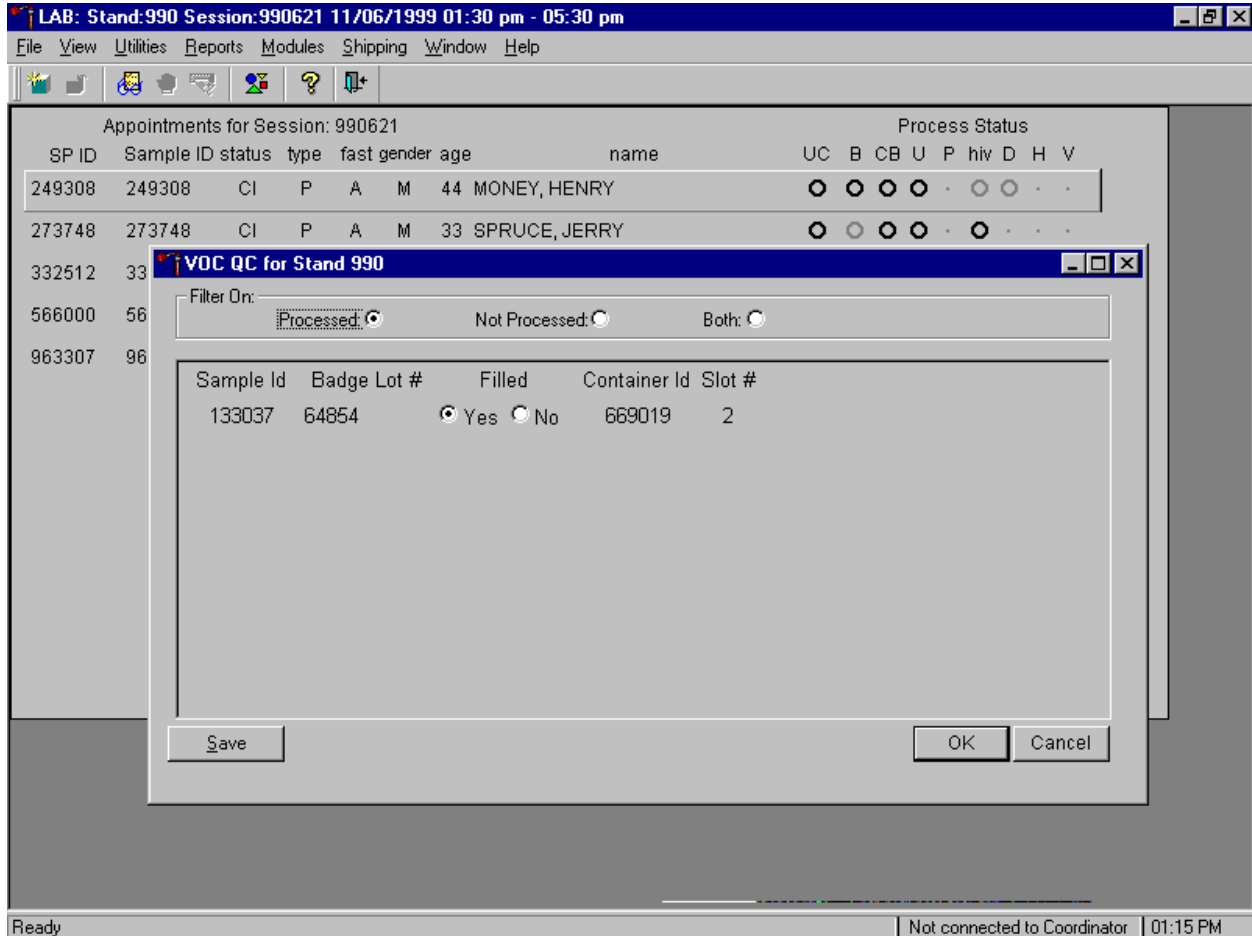 LAB: Stand:990 Session:990621 11/06/1999 01:30 pm - 05:30 pm
File View Utilities Reports Modules Shipping Window Help
Appointments for Session: 990621 Process Status
SP ID Sample ID status type fast gender age name UC B CB U P hiv D H V
249308 249308 CI P A M 44 MONEY, HENRY
273748 273748 CI P A M 33 SPRUCE, JERRY
332512 33
566000 56
963307 96
VOC QC for Stand 990
Filter On:
Processed: Not Processed: Both:
Sample Id Badge Lot # Filled Container Id Slot #
133037 64854 Yes No 669019 2
Save OK Cancel
Ready Not connected to Coordinator 01:15 PM